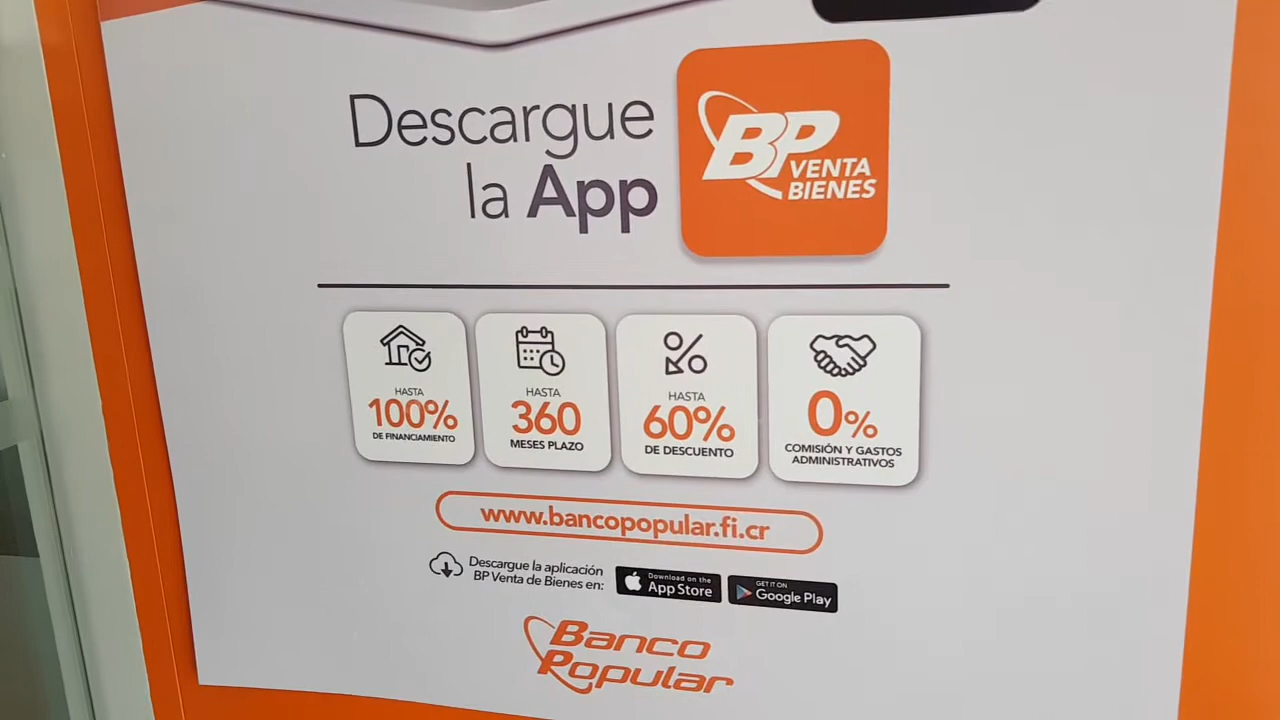 Descargue
la App
BP
VENTA
BIENES
HASTA
100%
DE FINANCIAMIENTO
HASTA
360
MESES PLAZO
HASTA
60%
DE DESCUENTO
0%
COMISIÓN Y GASTOS
ADMINISTRATIVOS
www.bancopopular.fi.cr
Descargue la aplicación
BP Venta de Bienes en:
Download on the
App Store
GET IT ON
Google Play
Banco
Popular